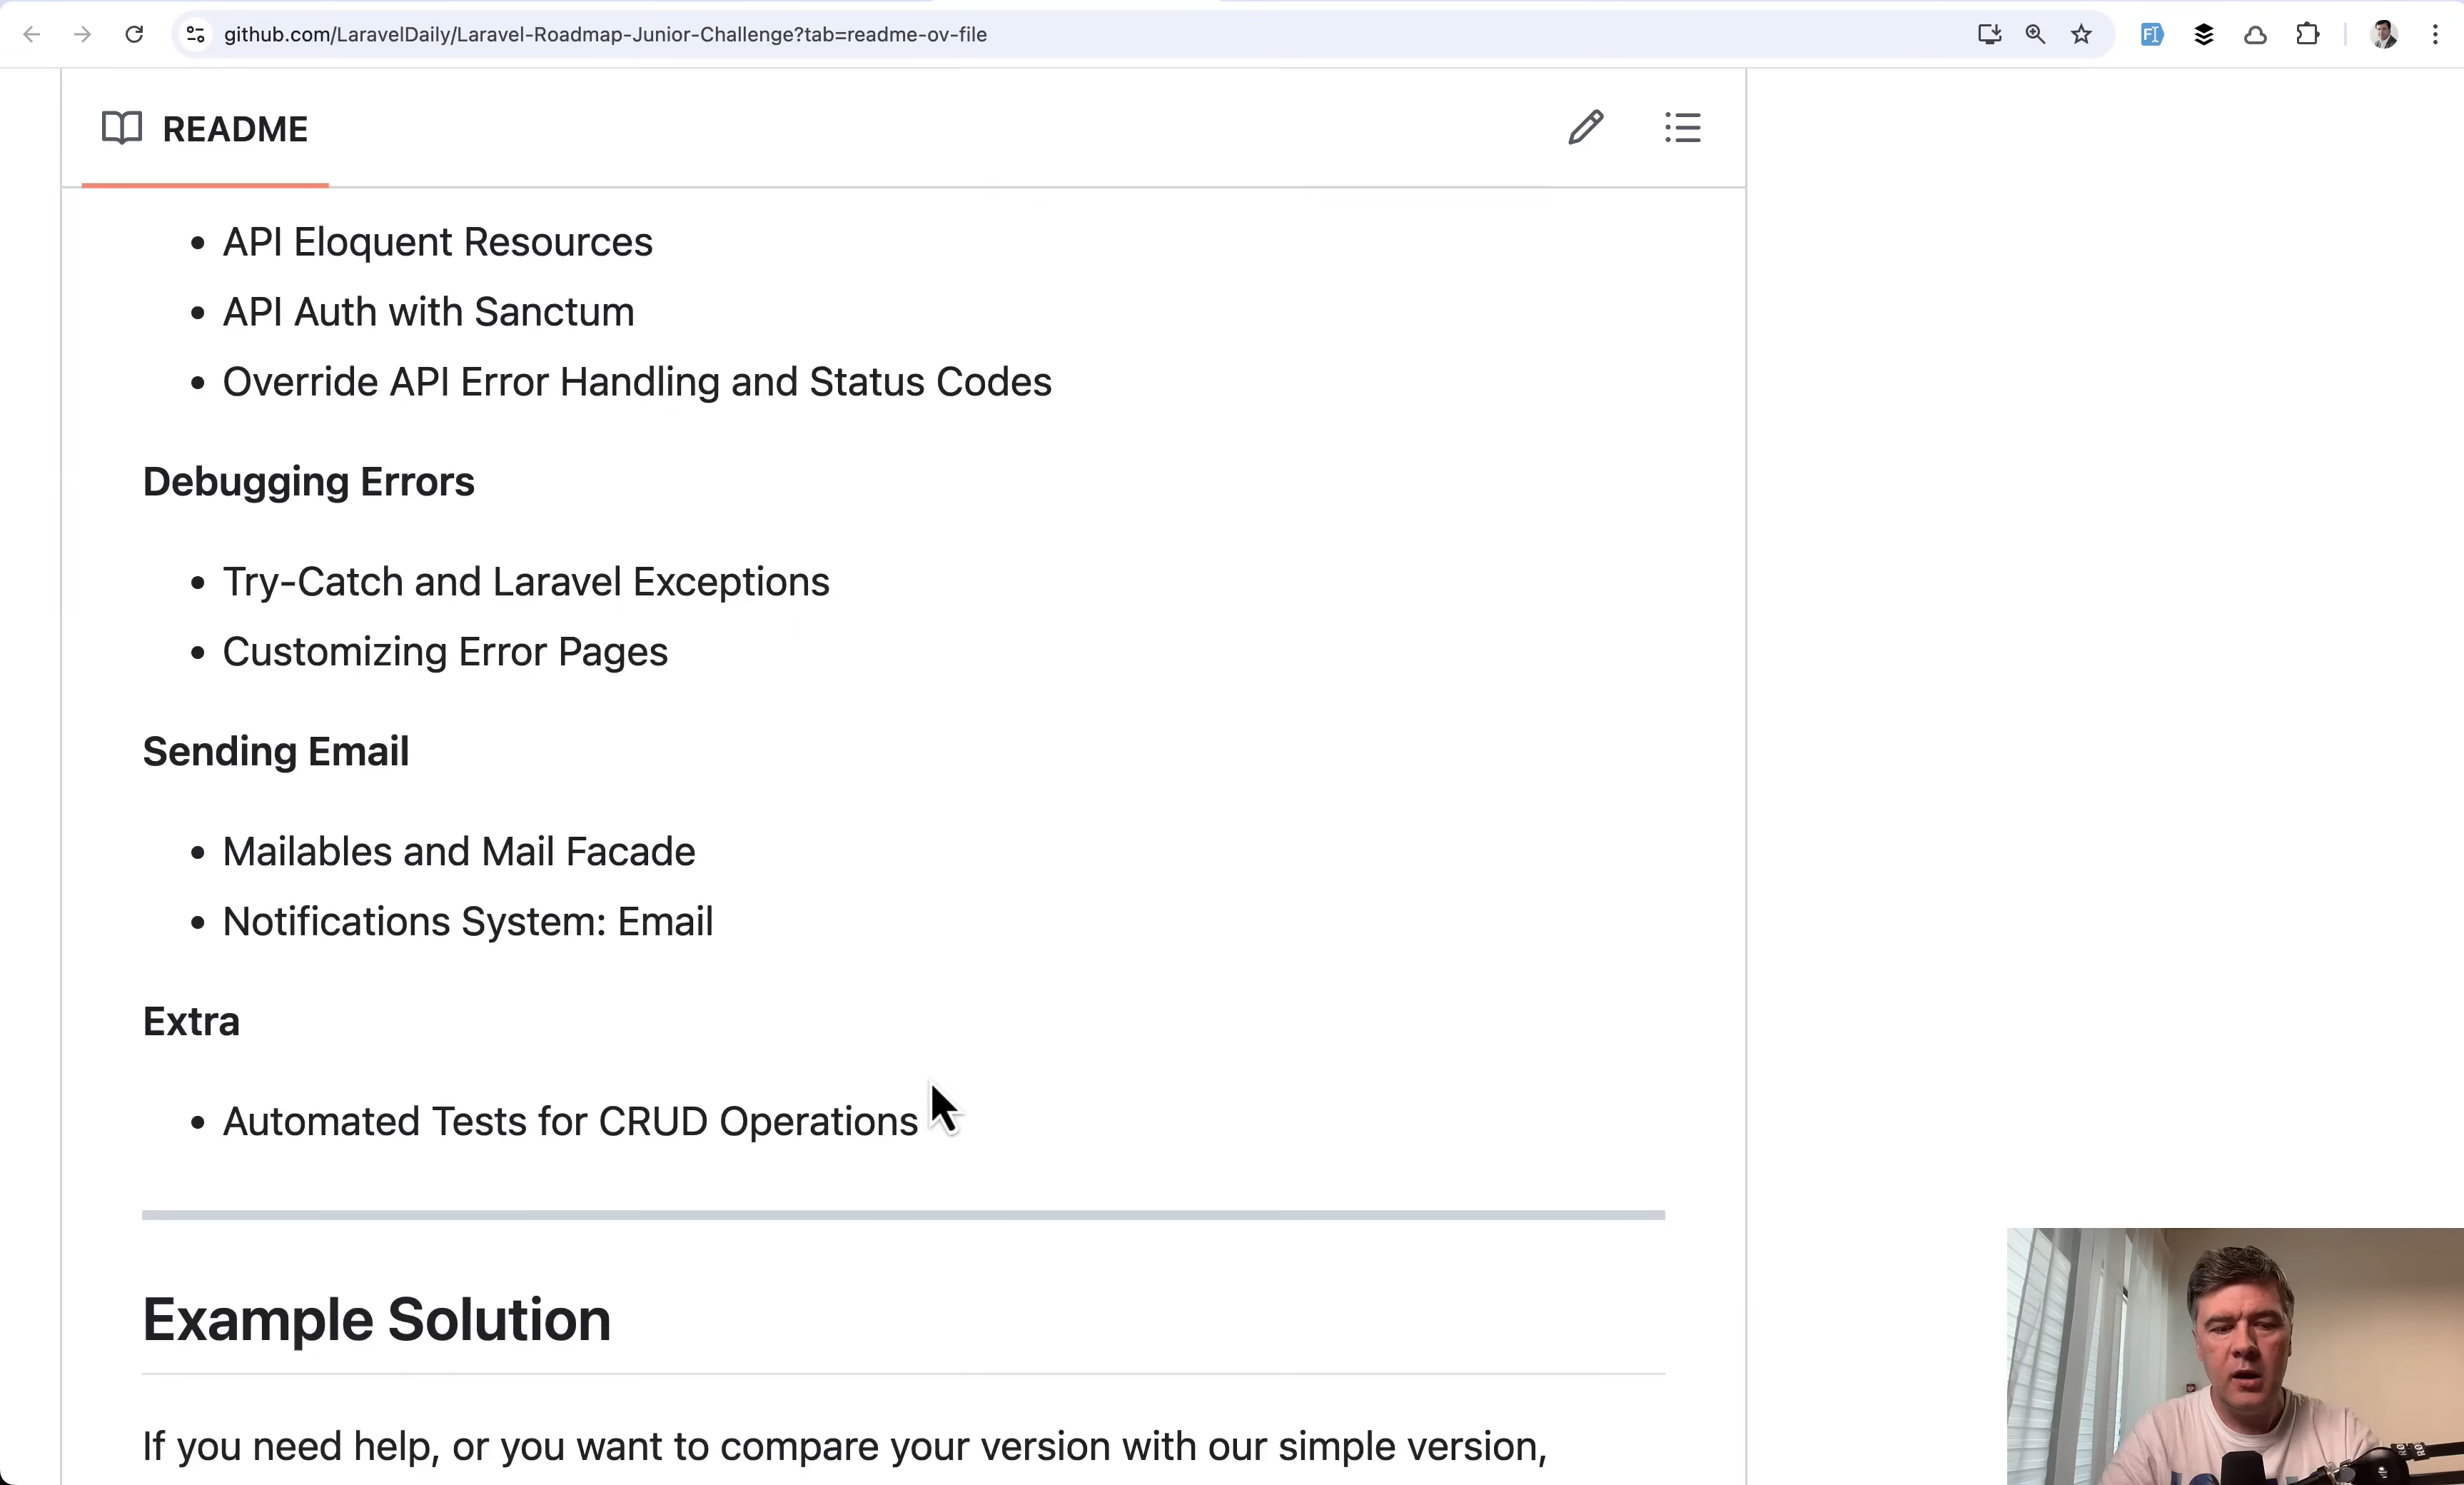 github.com/LaravelDaily/Laravel-Roadmap-Junior-Challenge?tab=readme-ov-file
README
API Eloquent Resources
API Auth with Sanctum
Override API Error Handling and Status Codes
Debugging Errors
Try-Catch and Laravel Exceptions
Customizing Error Pages
Sending Email
Mailables and Mail Facade
Notifications System: Email
Extra
Automated Tests for CRUD Operations
Example Solution
If you need help, or you want to compare your version with our simple version,